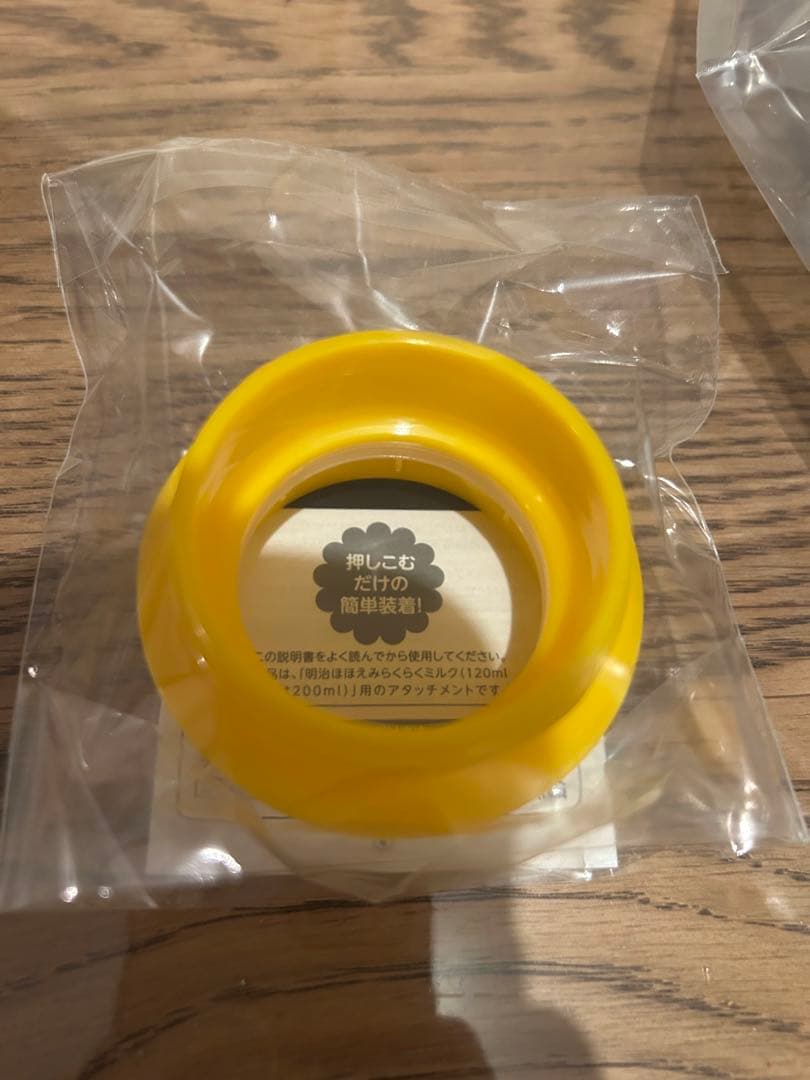 押しこむ
だけの
簡単装着!
この説明書をよく読んでから使用してください。
品は、「明治ほほえみらくらくミルク(120ml
200ml)」用のアタッチメントです